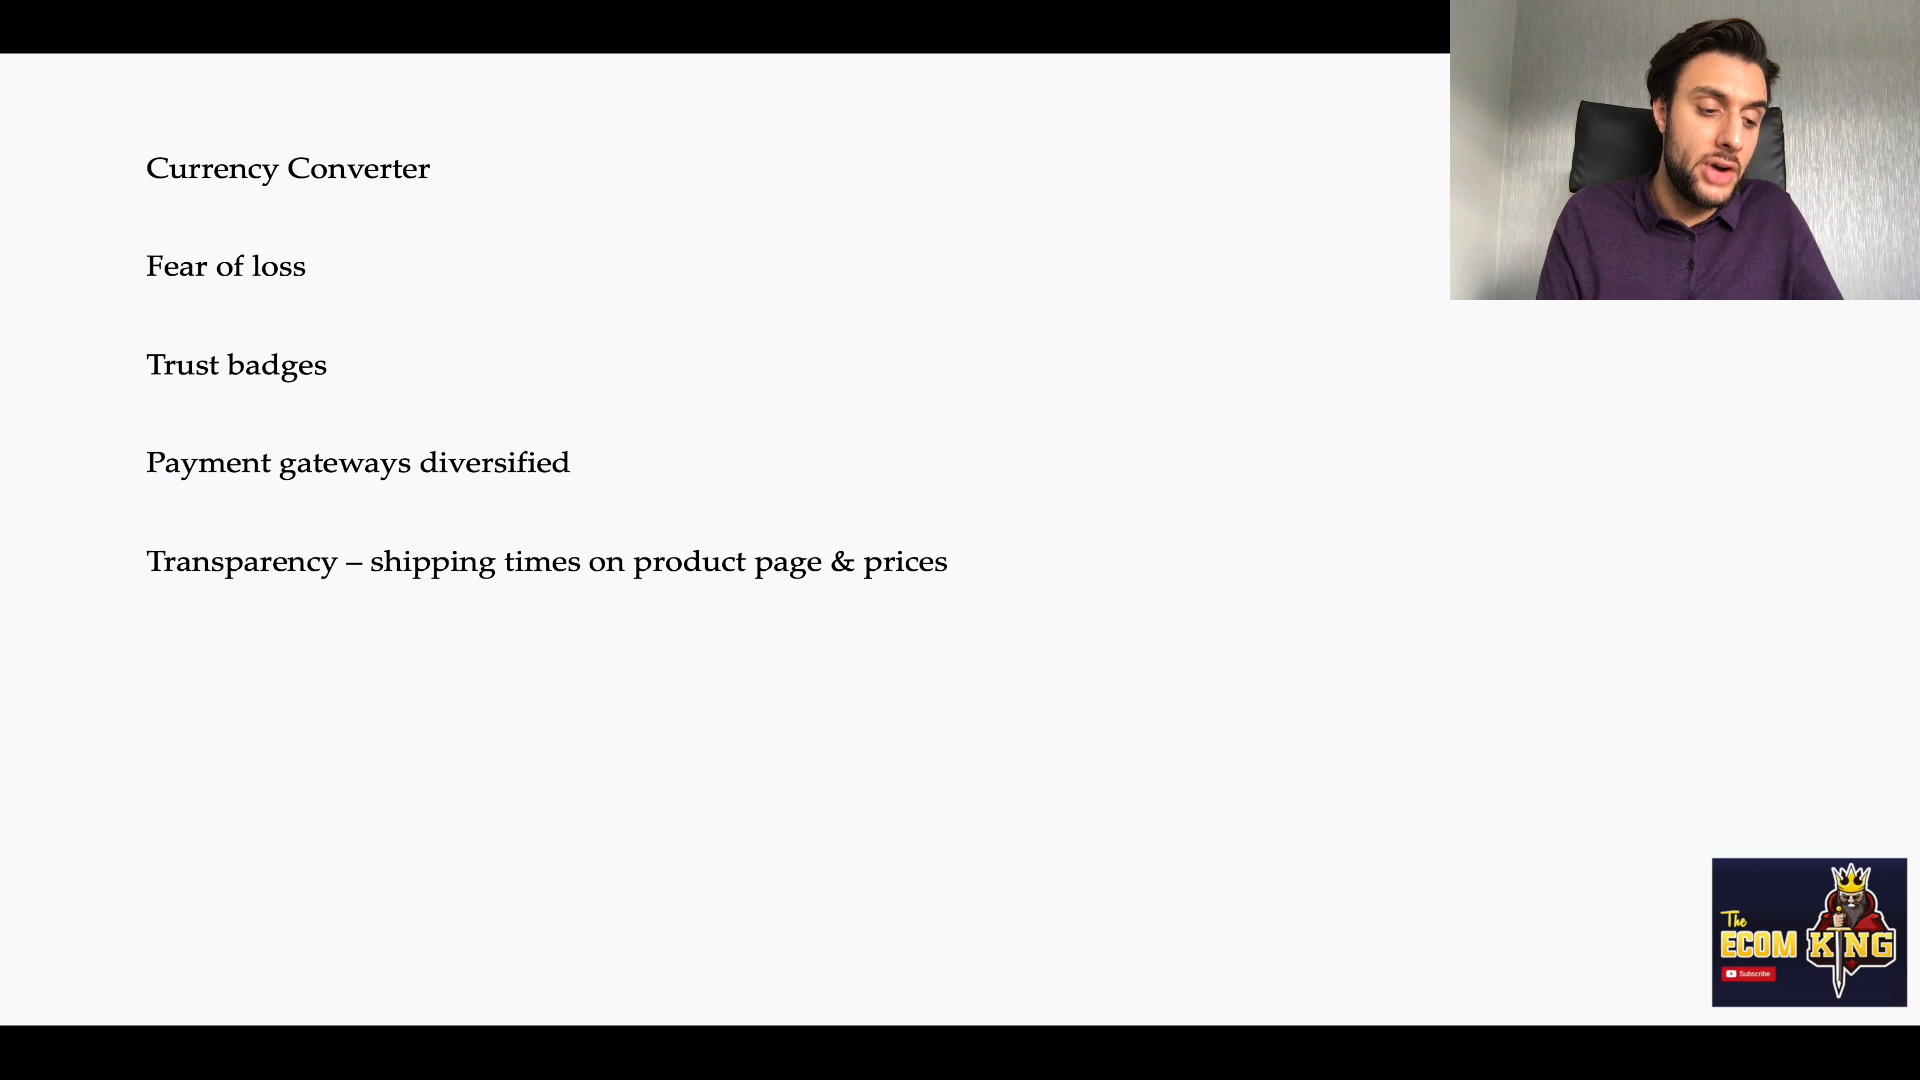 Currency Converter
Fear of loss
Trust badges
Payment gateways diversified
Transparency – shipping times on product page & prices
The
ECOM KING
Subscribe